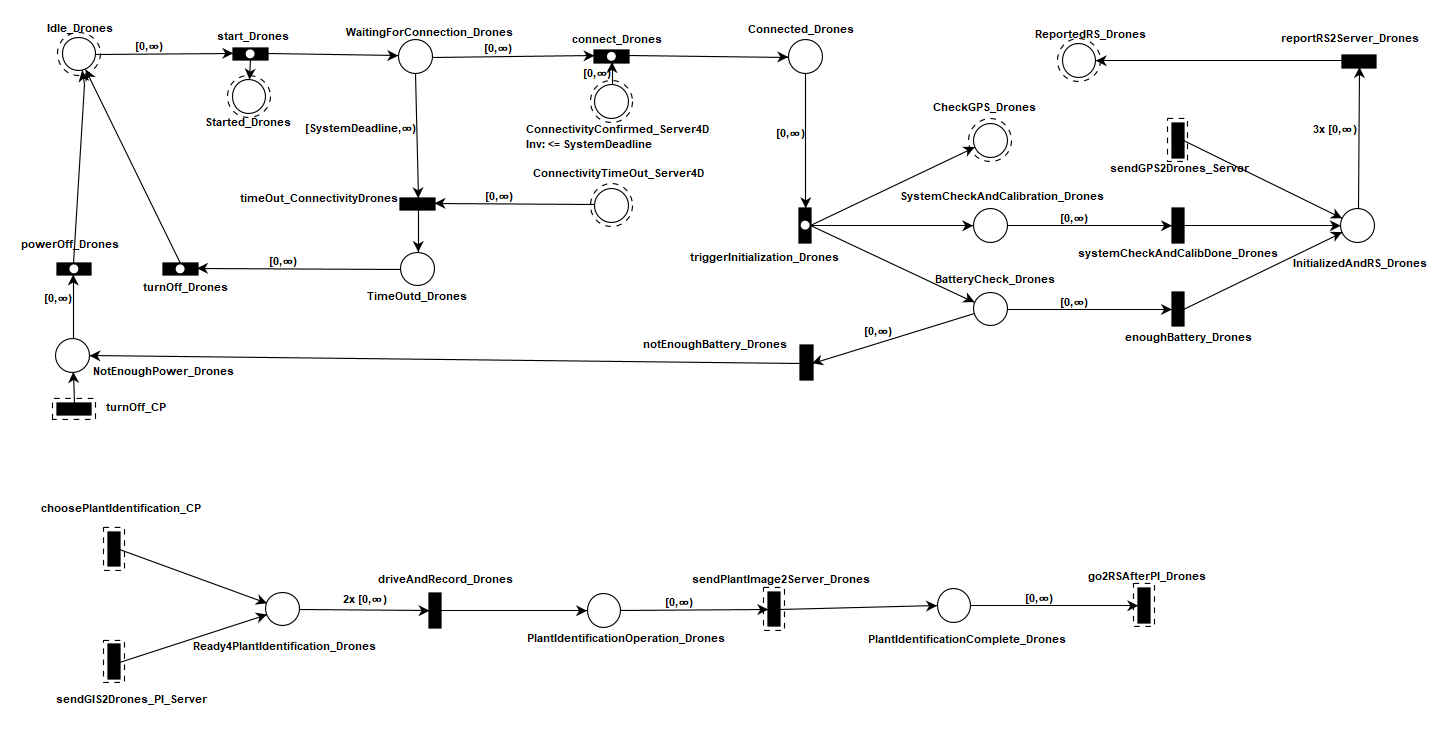 Idle_Drones
[0,∞)
start_Drones
Started_Drones
WaitingForConnection_Drones
[0,∞)
connect_Drones
[0,∞)
ConnectivityConfirmed_Server4D
Inv: <= SystemDeadline
Connected_Drones
ReportedRS_Drones
reportRS2Server_Drones
[SystemDeadline,∞)
[0,∞)
CheckGPS_Drones
3x [0,∞)
sendGPS2Drones_Server
ConnectivityTimeOut_Server4D
timeOut_ConnectivityDrones
[0,∞)
SystemCheckAndCalibration_Drones
[0,∞)
systemCheckAndCalibDone_Drones
InitializedAndRS_Drones
triggerInitialization_Drones
powerOff_Drones
turnOff_Drones
[0,∞)
TimeOutd_Drones
BatteryCheck_Drones
[0,∞)
enoughBattery_Drones
[0,∞)
[0,∞)
notEnoughBattery_Drones
NotEnoughPower_Drones
turnOff_CP
choosePlantIdentification_CP
driveAndRecord_Drones
sendPlantImage2Server_Drones
go2RSAfterPI_Drones
2x [0,∞)
[0,∞)
[0,∞)
Ready4PlantIdentification_Drones
PlantIdentificationOperation_Drones
PlantIdentificationComplete_Drones
sendGIS2Drones_PI_Server